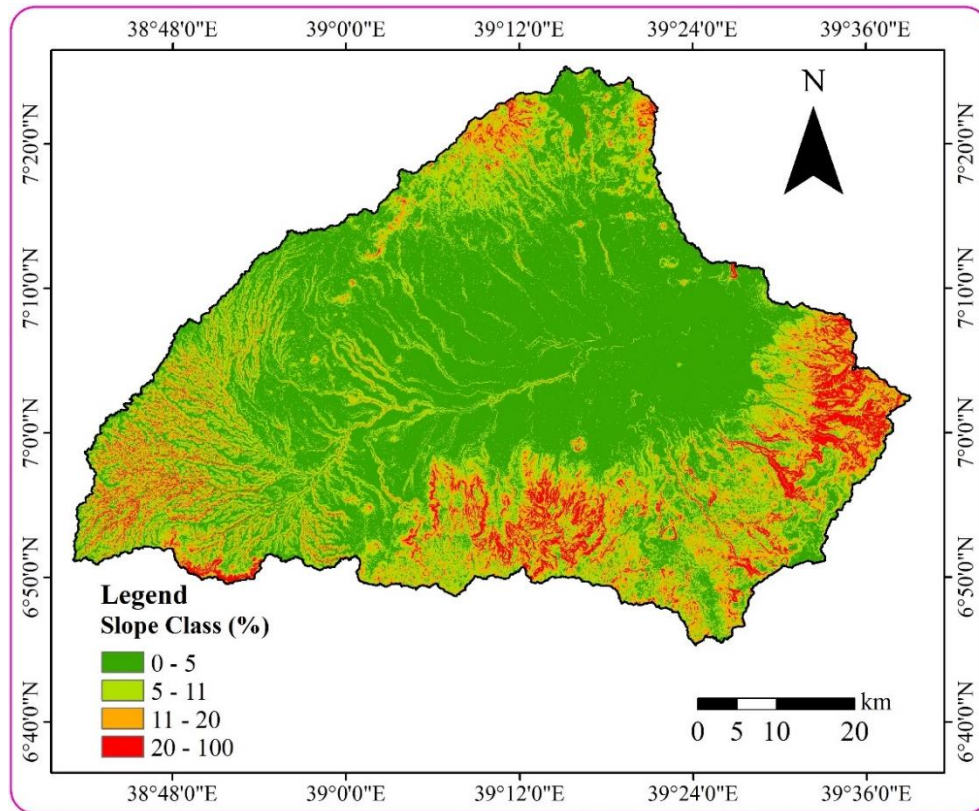 38°48'0"E 39°0'0"E 39°12'0"E 39°24'0"E 39°36'0"E
N
7°20'0"N 7°20'0"N
7°10'0"N 7°10'0"N
7°0'0"N 7°0'0"N
6°50'0"N 6°50'0"N
6°40'0"N 6°40'0"N
Legend
Slope Class (%)
0 - 5
5 - 11
11 - 20
20 - 100
km
0 5 10 20
38°48'0"E 39°0'0"E 39°12'0"E 39°24'0"E 39°36'0"E